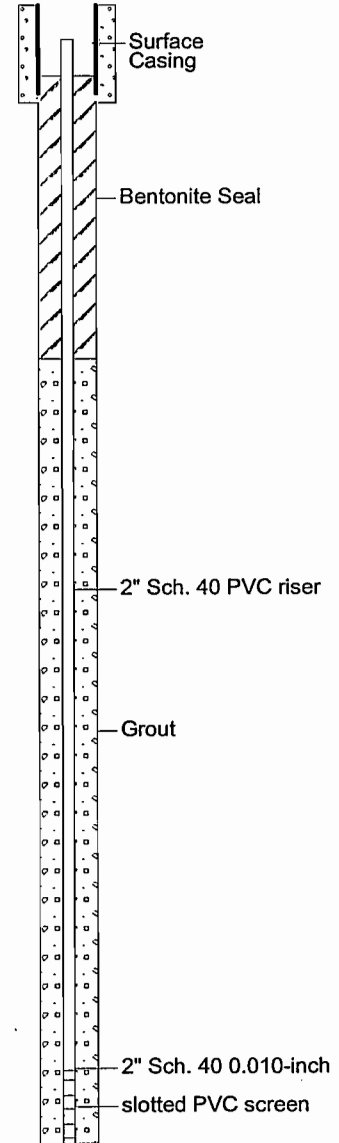 Surface
Casing
Bentonite Seal
2" Sch. 40 PVC riser
Grout
2" Sch. 40 0.010-inch
slotted PVC screen